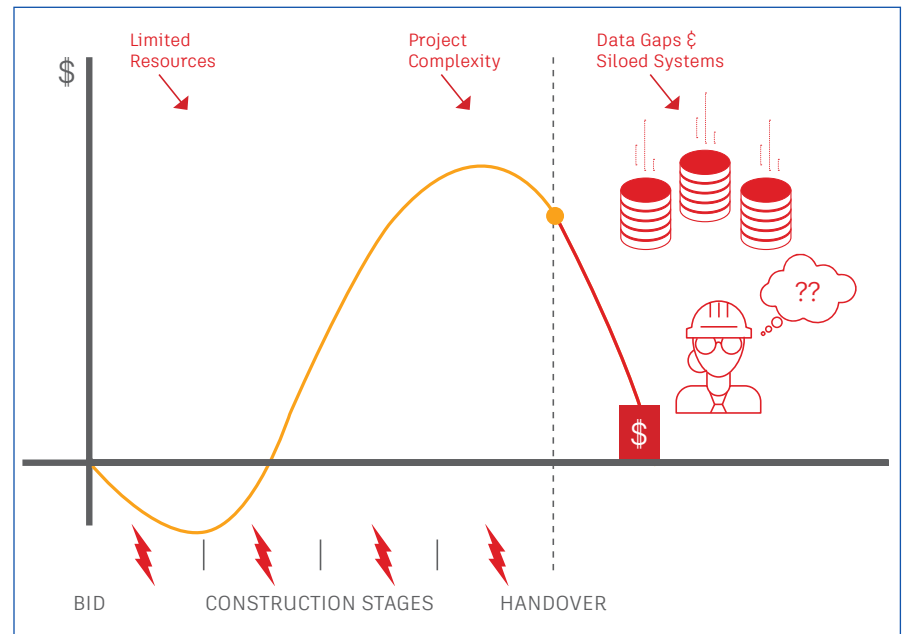 Limited
Resources
Project
Complexity
Data Gaps &
Siloed Systems
$
??
$
BID
CONSTRUCTION STAGES
HANDOVER